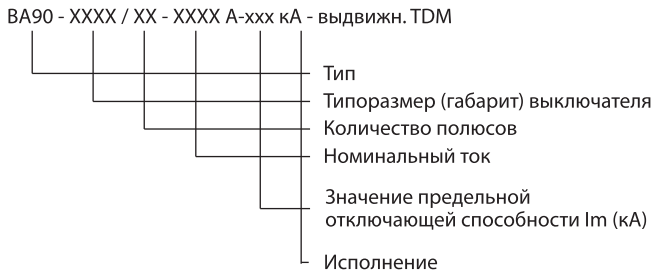 ВА90 - XXXX / XX - XXXX А-ххх кА - выдвижн. TDM
Тип
Типоразмер (габарит) выключателя
Количество полюсов
Номинальный ток
Значение предельной
отключающей способности Im (кА)
Исполнение